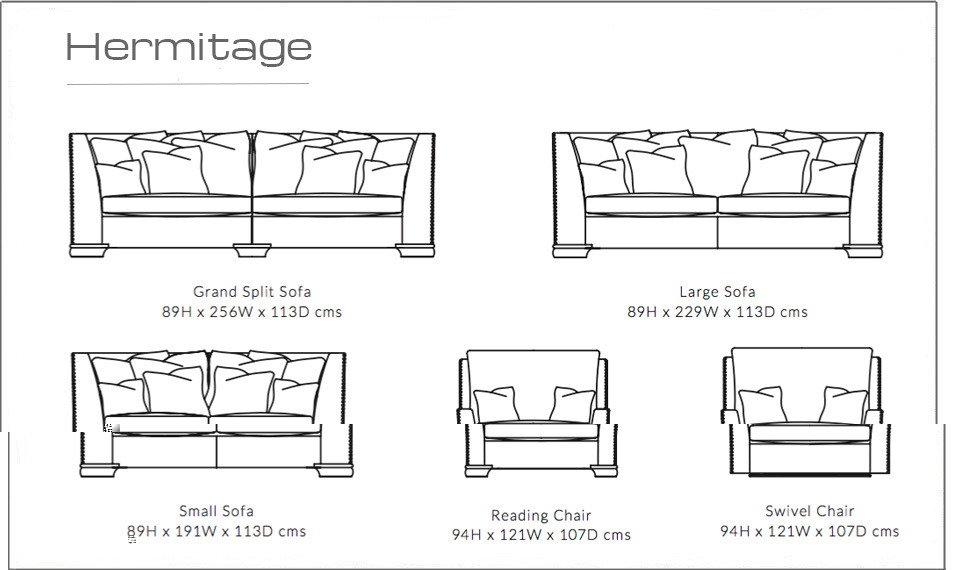 Hermitage
Grand Split Sofa
89H x 256W x 113D cms
Large Sofa
89H x 229W x 113D cms
Small Sofa
89H x 191W x 113D cms
Reading Chair
94H x 121W x 107D cms
Swivel Chair
94H x 121W x 107D cms